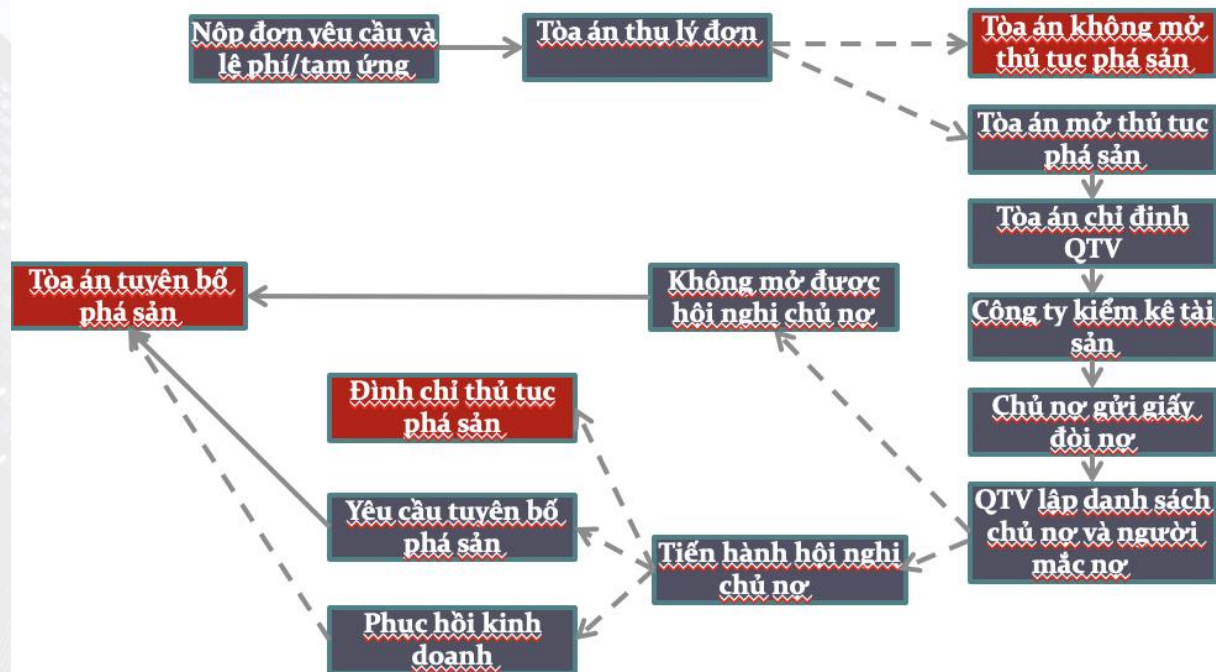 Nộp đơn yêu cầu và
lệ phí/tạm ứng
Tòa án thụ lý đơn
Tòa án không mở
thủ tục phá sản
Tòa án mở thủ tục
phá sản
Tòa án chỉ định
QTV
Công ty kiểm kê tài
sản
Chủ nợ gửi giấy
đòi nợ
QTV lập danh sách
chủ nợ và người
mắc nợ
Không mở được
hội nghị chủ nợ
Tòa án tuyên bố
phá sản
Đình chỉ thủ tục
phá sản
Yêu cầu tuyên bố
phá sản
Tiến hành hội nghị
chủ nợ
Phục hồi kinh
doanh